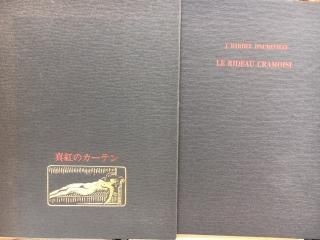 真紅のカーテン
J. BARBEY D'AUREVILLY
LE RIDEAU CRAMOISI